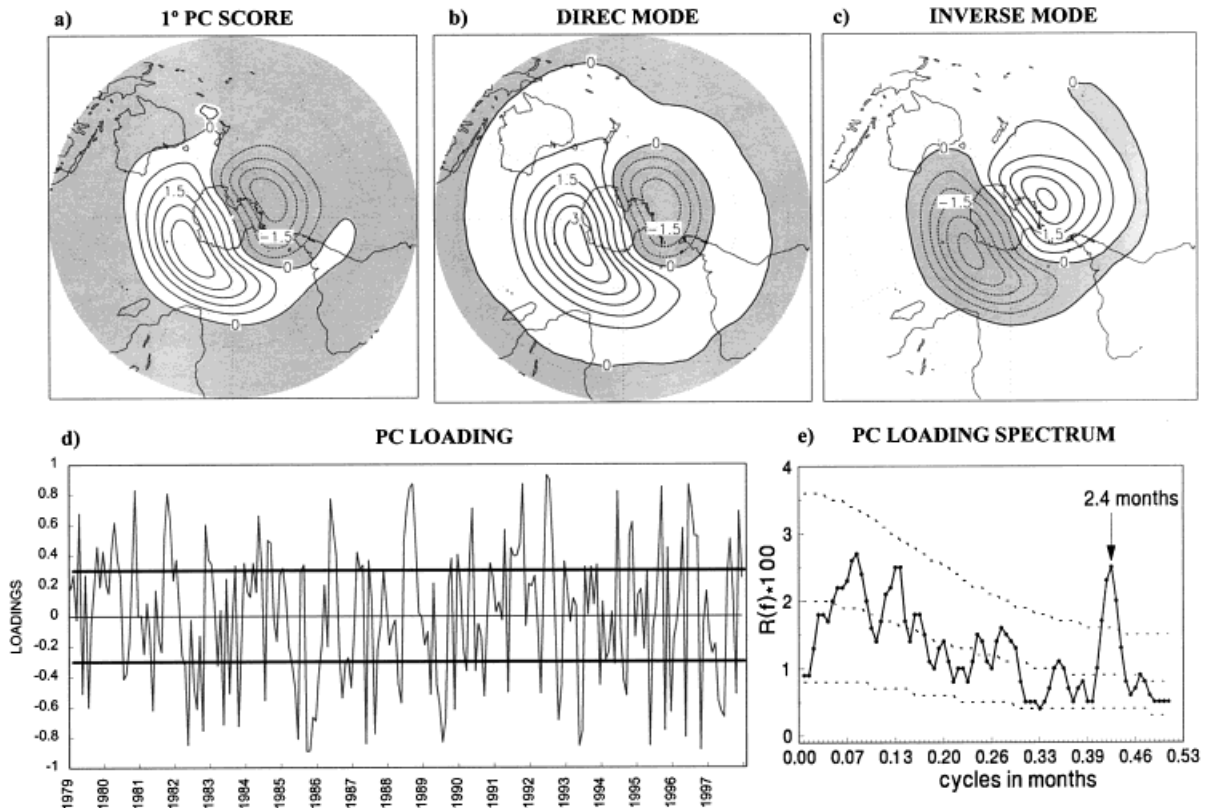 a) 1º PC SCORE
b) DIREC MODE
c) INVERSE MODE
0
1.5
-1.5
0
0
0
1.5
3
-1.5
0
0
0
0
-1.5
1.5
0
d) PC LOADING
LOADINGS
1
0.8
0.6
0.4
0.2
0
-0.2
-0.4
-0.6
-0.8
-1
1979 1980 1981 1982 1983 1984 1985 1986 1987 1988 1989 1990 1991 1992 1993 1994 1995 1996 1997
e) PC LOADING SPECTRUM
R(f)*100
4
3
2
1
0
2.4 months
0.00 0.07 0.13 0.20 0.26 0.33 0.39 0.46 0.53
cycles in months